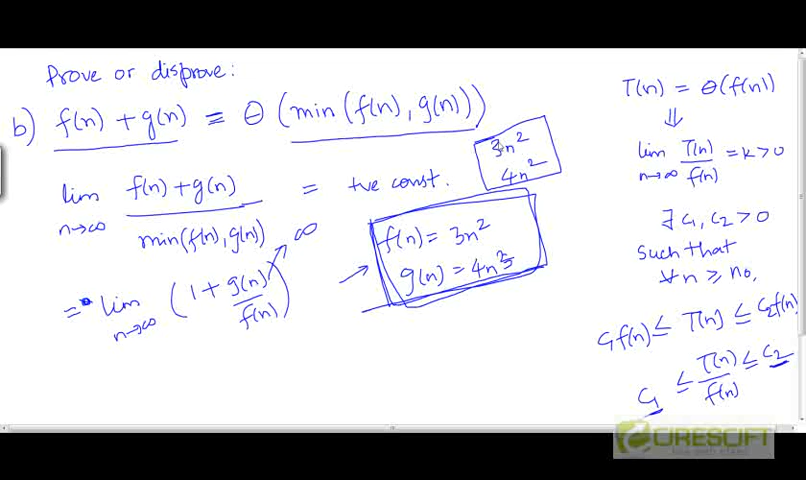 Prove or disprove:
b) f(n) + g(n) = Θ (min(f(n), g(n)))
3n²
4n²
lim n→∞ f(n) + g(n) / min(f(n), g(n)) = +ve const.
∞
f(n) = 3n²
g(n) = 4n³
= lim n→∞ (1 + g(n)/f(n))
T(n) = Θ(f(n))
⇓
lim n→∞ T(n)/f(n) = k > 0
∃ c₁, c₂ > 0
such that
∀ n ≥ n₀,
c₁f(n) ≤ T(n) ≤ c₂f(n)
c₁ ≤ T(n)/f(n) ≤ c₂
CIRESOFT